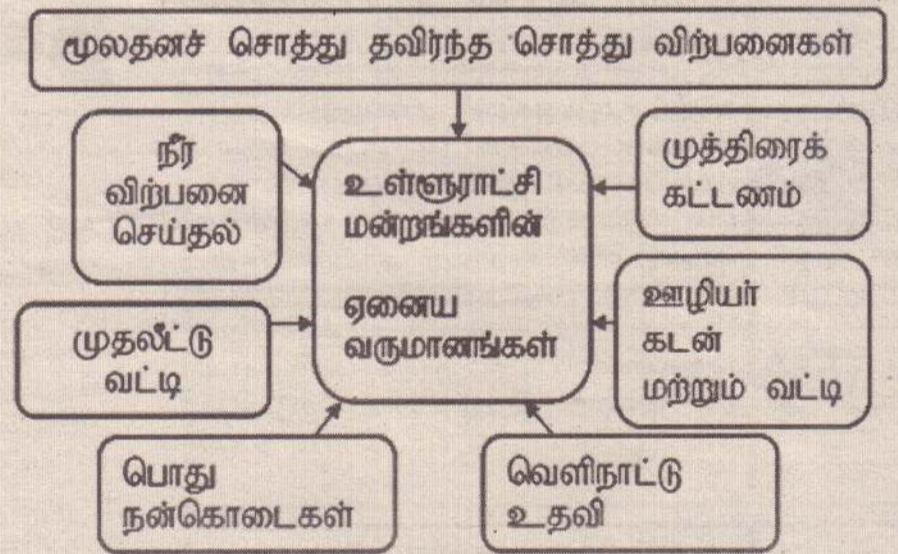 மூலதனச் சொத்து தவிர்ந்த சொத்து விற்பனைகள்
நீர்
விற்பனை
செய்தல்
முத்திரைக்
கட்டணம்
உள்ளூராட்சி
மன்றங்களின்
ஏனைய
வருமானங்கள்
முதலீட்டு
வட்டி
ஊழியர்
கடன்
மற்றும் வட்டி
பொது
நன்கொடைகள்
வெளிநாட்டு
உதவி